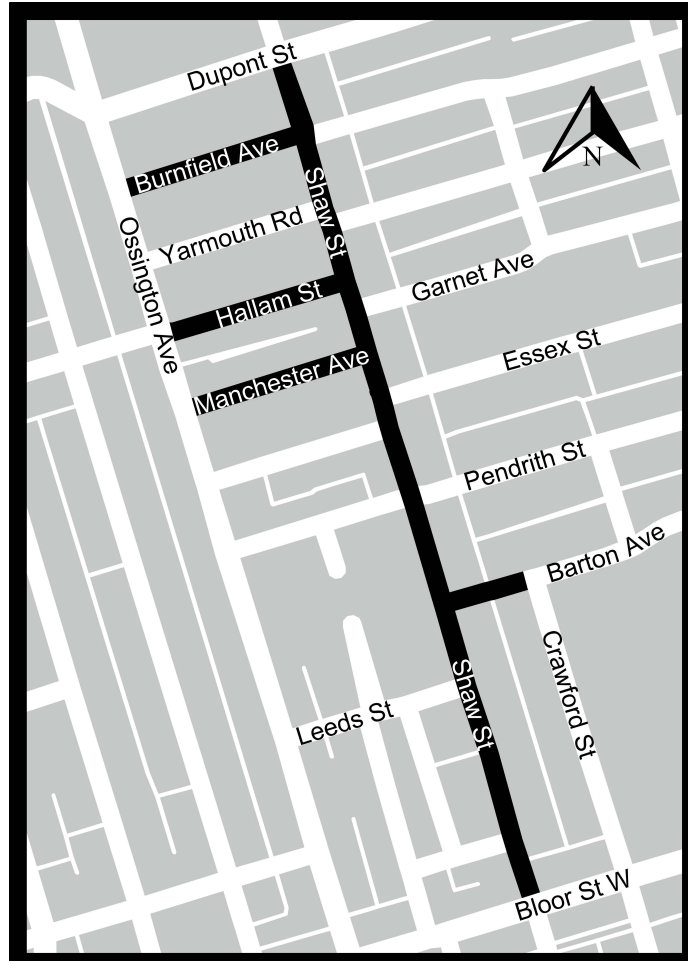 Dupont St
Burnfield Ave
N
Shaw St
Yarmouth Rd
Ossington Ave
Garnet Ave
Hallam St
Essex St
Manchester Ave
Pendrith St
Barton Ave
Crawford St
Shaw St
Leeds St
Bloor St W